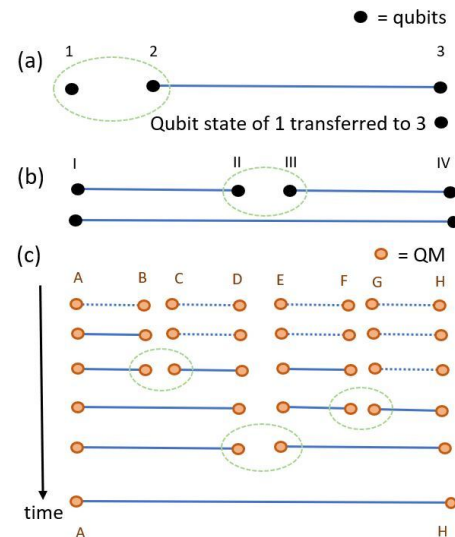 = qubits
(a)
1 2 3
Qubit state of 1 transferred to 3
(b)
I II III IV
(c)
= QM
A B C D E F G H
time
A H